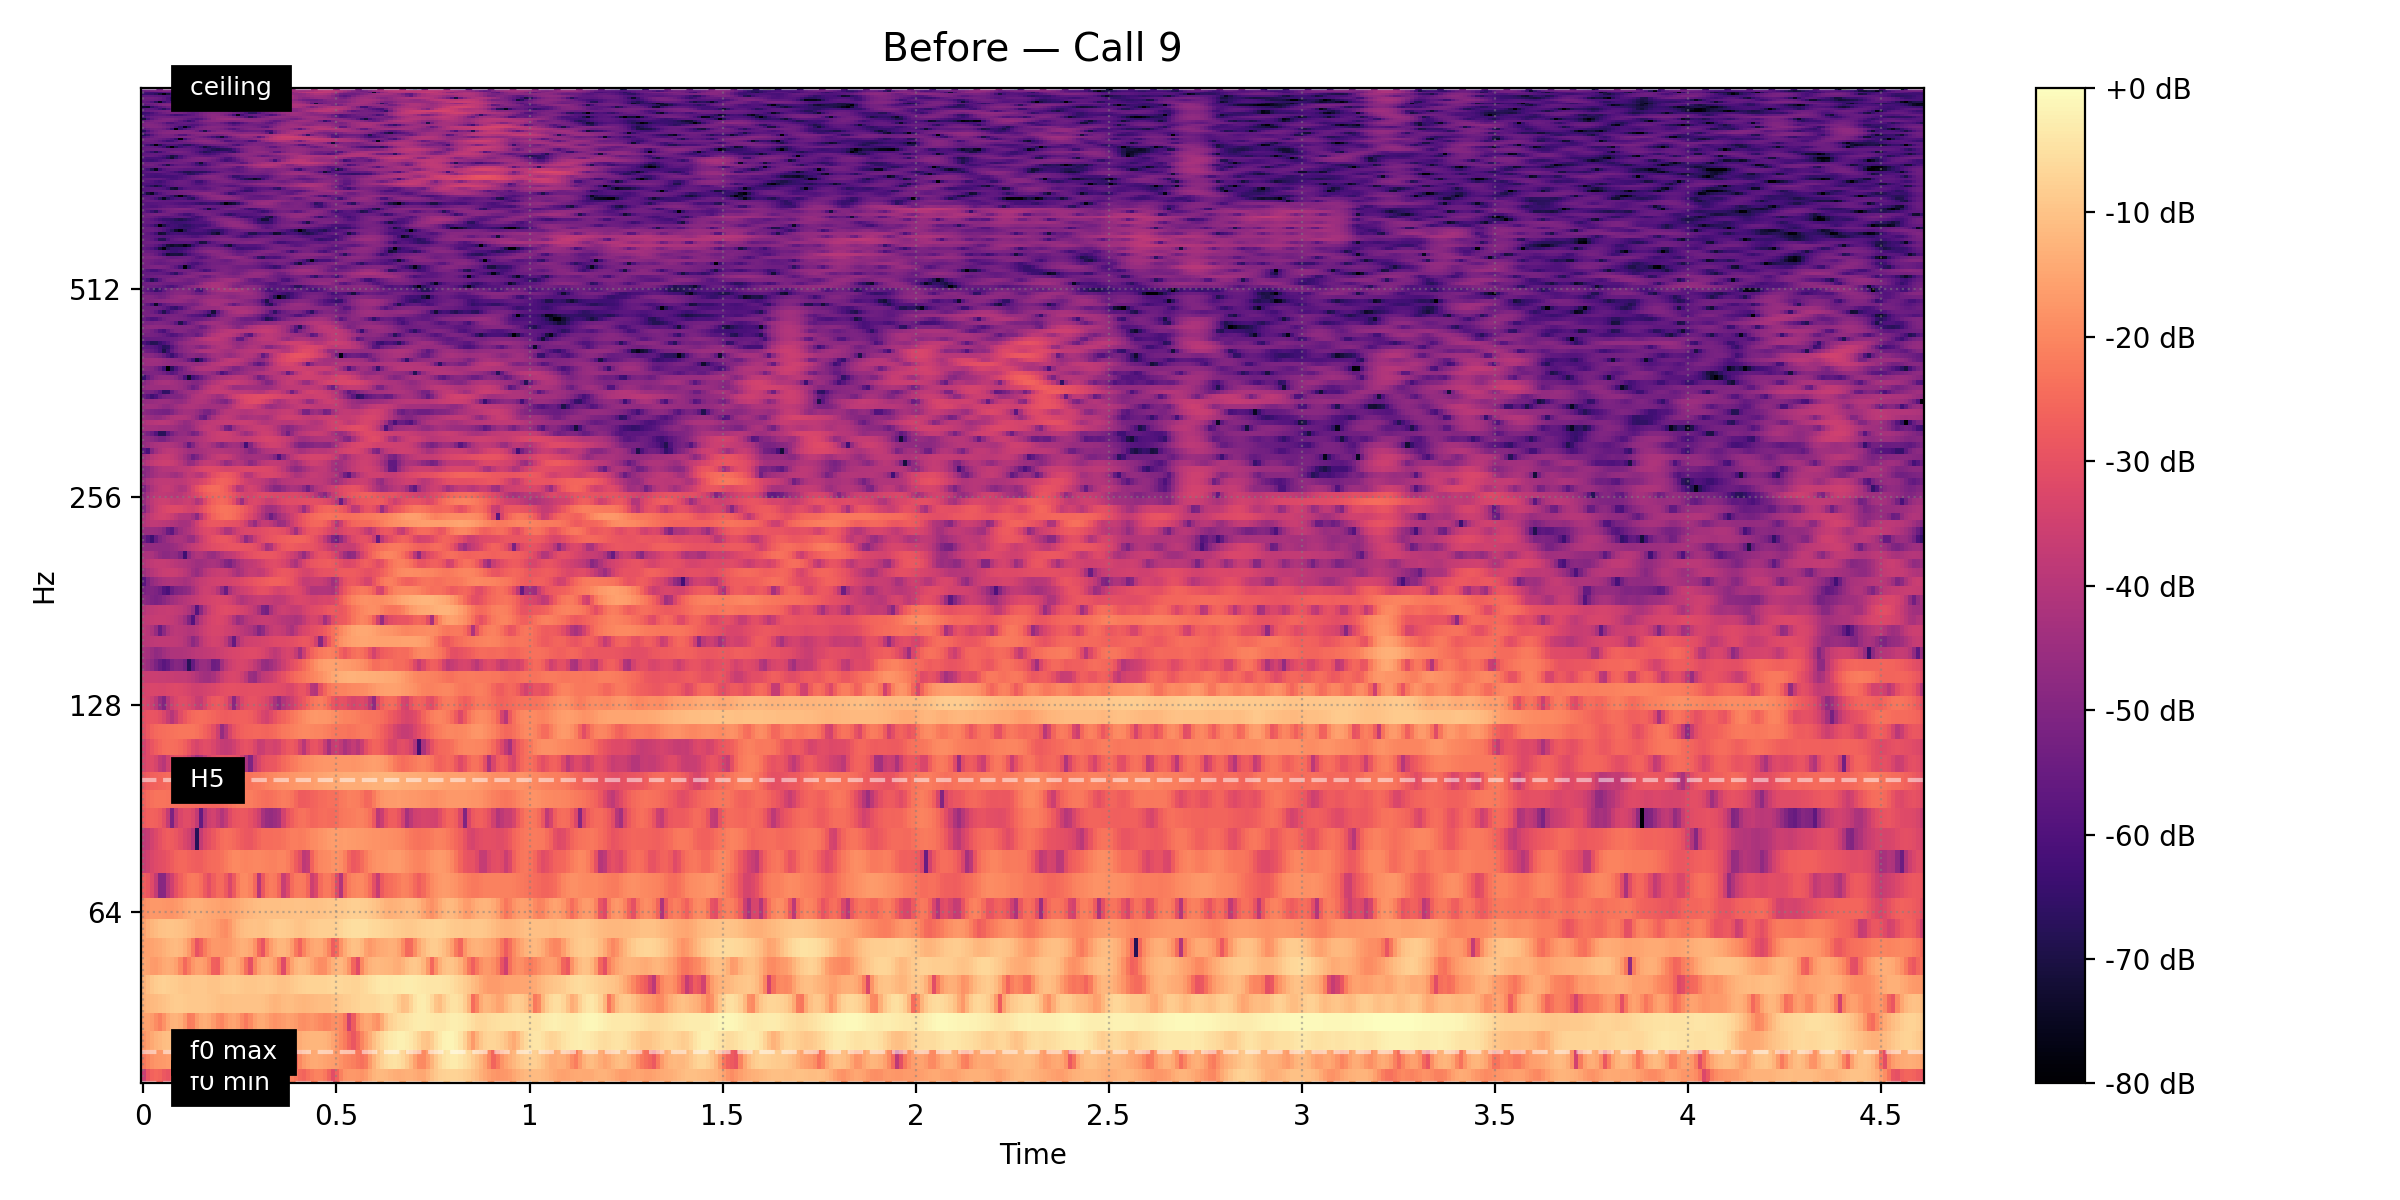 Before — Call 9
ceiling
+0 dB
-10 dB
512
-20 dB
-30 dB
256
-40 dB
Hz
128
-50 dB
H5
-60 dB
64
-70 dB
f0 max
f0 min
-80 dB
0 0.5 1 1.5 2 2.5 3 3.5 4 4.5
Time